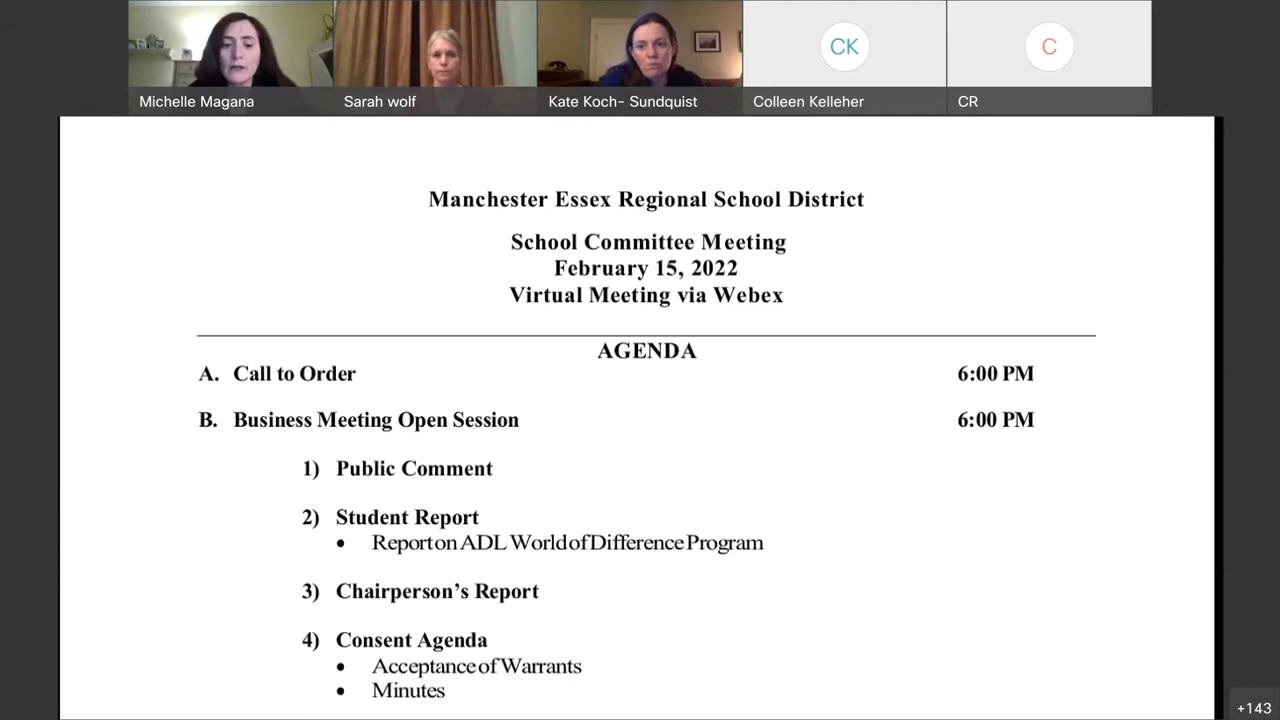 CK
C
Michelle Magana
Sarah wolf
Kate Koch- Sundquist
Colleen Kelleher
CR
Manchester Essex Regional School District
School Committee Meeting
February 15, 2022
Virtual Meeting via Webex
AGENDA
A. Call to Order 6:00 PM
B. Business Meeting Open Session 6:00 PM
1) Public Comment
2) Student Report
• Report on ADL World of Difference Program
3) Chairperson’s Report
4) Consent Agenda
• Acceptance of Warrants
• Minutes
+143